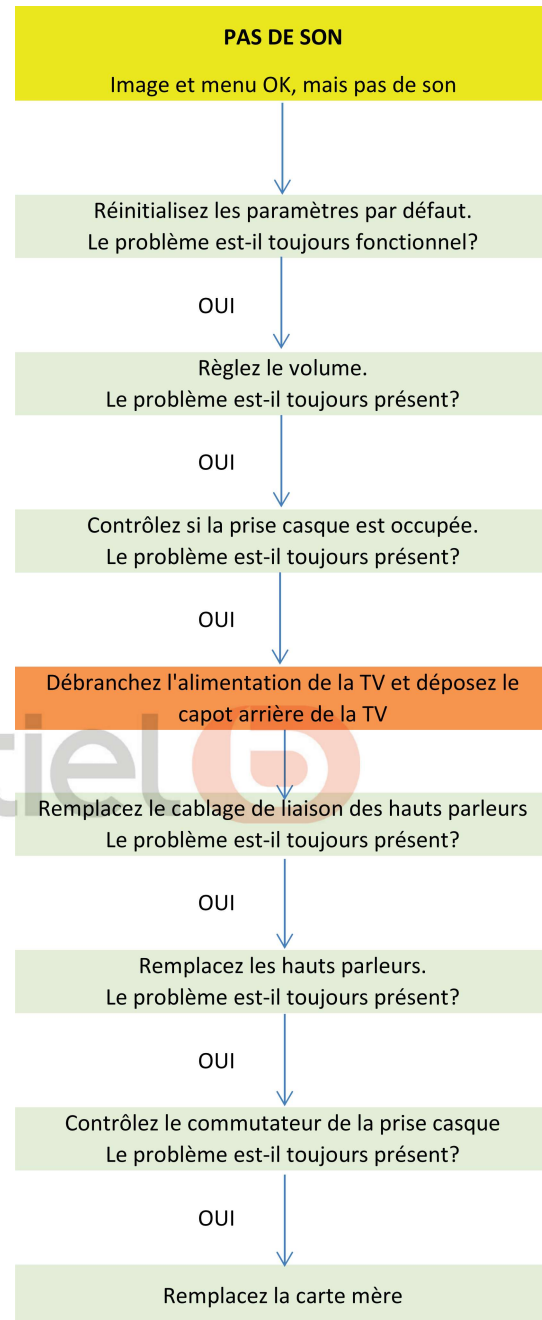 PAS DE SON
Image et menu OK, mais pas de son
Réinitialisez les paramètres par défaut.
Le problème est-il toujours fonctionnel?
OUI
Règlez le volume.
Le problème est-il toujours présent?
OUI
Contrôlez si la prise casque est occupée.
Le problème est-il toujours présent?
OUI
Débranchez l'alimentation de la TV et déposez le
capot arrière de la TV
tiel
Remplacez le cablage de liaison des hauts parleurs
Le problème est-il toujours présent?
OUI
Remplacez les hauts parleurs.
Le problème est-il toujours présent?
OUI
Contrôlez le commutateur de la prise casque
Le problème est-il toujours présent?
OUI
Remplacez la carte mère